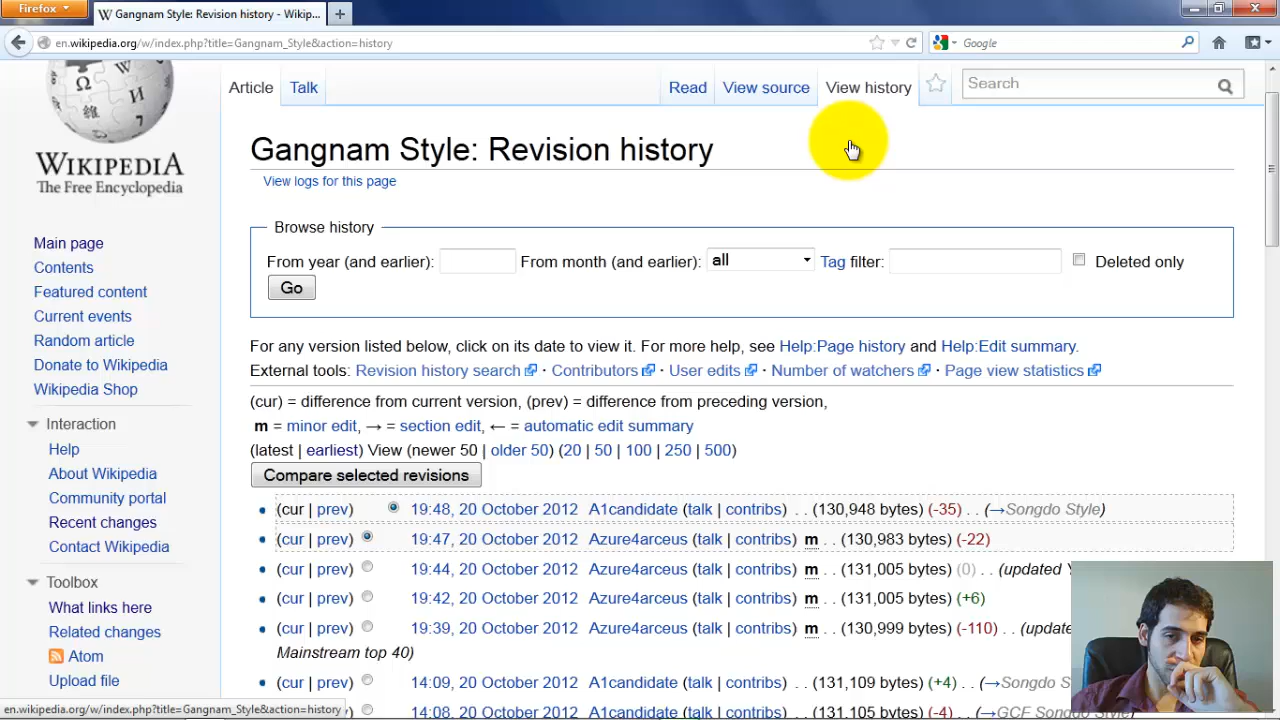 Firefox
Gangnam Style: Revision history - Wikip...
en.wikipedia.org/w/index.php?title=Gangnam_Style&action=history
Google
Article Talk Read View source View history Search
WIKIPEDIA
The Free Encyclopedia
Main page
Contents
Featured content
Current events
Random article
Donate to Wikipedia
Wikipedia Shop
Interaction
Help
About Wikipedia
Community portal
Recent changes
Contact Wikipedia
Toolbox
What links here
Related changes
Atom
Upload file
en.wikipedia.org/w/index.php?title=Gangnam_Style&action=history
Gangnam Style: Revision history
View logs for this page
Browse history
From year (and earlier): From month (and earlier): all Tag filter: Deleted only
Go
For any version listed below, click on its date to view it. For more help, see Help:Page history and Help:Edit summary.
External tools: Revision history search · Contributors · User edits · Number of watchers · Page view statistics
(cur) = difference from current version, (prev) = difference from preceding version,
m = minor edit, → = section edit, ← = automatic edit summary
(latest | earliest) View (newer 50 | older 50) (20 | 50 | 100 | 250 | 500)
Compare selected revisions
(cur | prev) 19:48, 20 October 2012 A1candidate (talk | contribs) . . (130,948 bytes) (-35) . . (→Songdo Style)
(cur | prev) 19:47, 20 October 2012 Azure4arceus (talk | contribs) m . . (130,983 bytes) (-22)
(cur | prev) 19:44, 20 October 2012 Azure4arceus (talk | contribs) m . . (131,005 bytes) (0) . . (updated
(cur | prev) 19:42, 20 October 2012 Azure4arceus (talk | contribs) . . (131,005 bytes) (+6)
(cur | prev) 19:39, 20 October 2012 Azure4arceus (talk | contribs) m . . (130,999 bytes) (-110) . . (update
Mainstream top 40)
(cur | prev) 14:09, 20 October 2012 A1candidate (talk | contribs) . . (131,109 bytes) (+4) . . (→Songdo St
(cur | prev) 14:08, 20 October 2012 A1candidate (talk | contribs) . . (131,105 bytes) (-4) . . (→GCF Songdo Style)